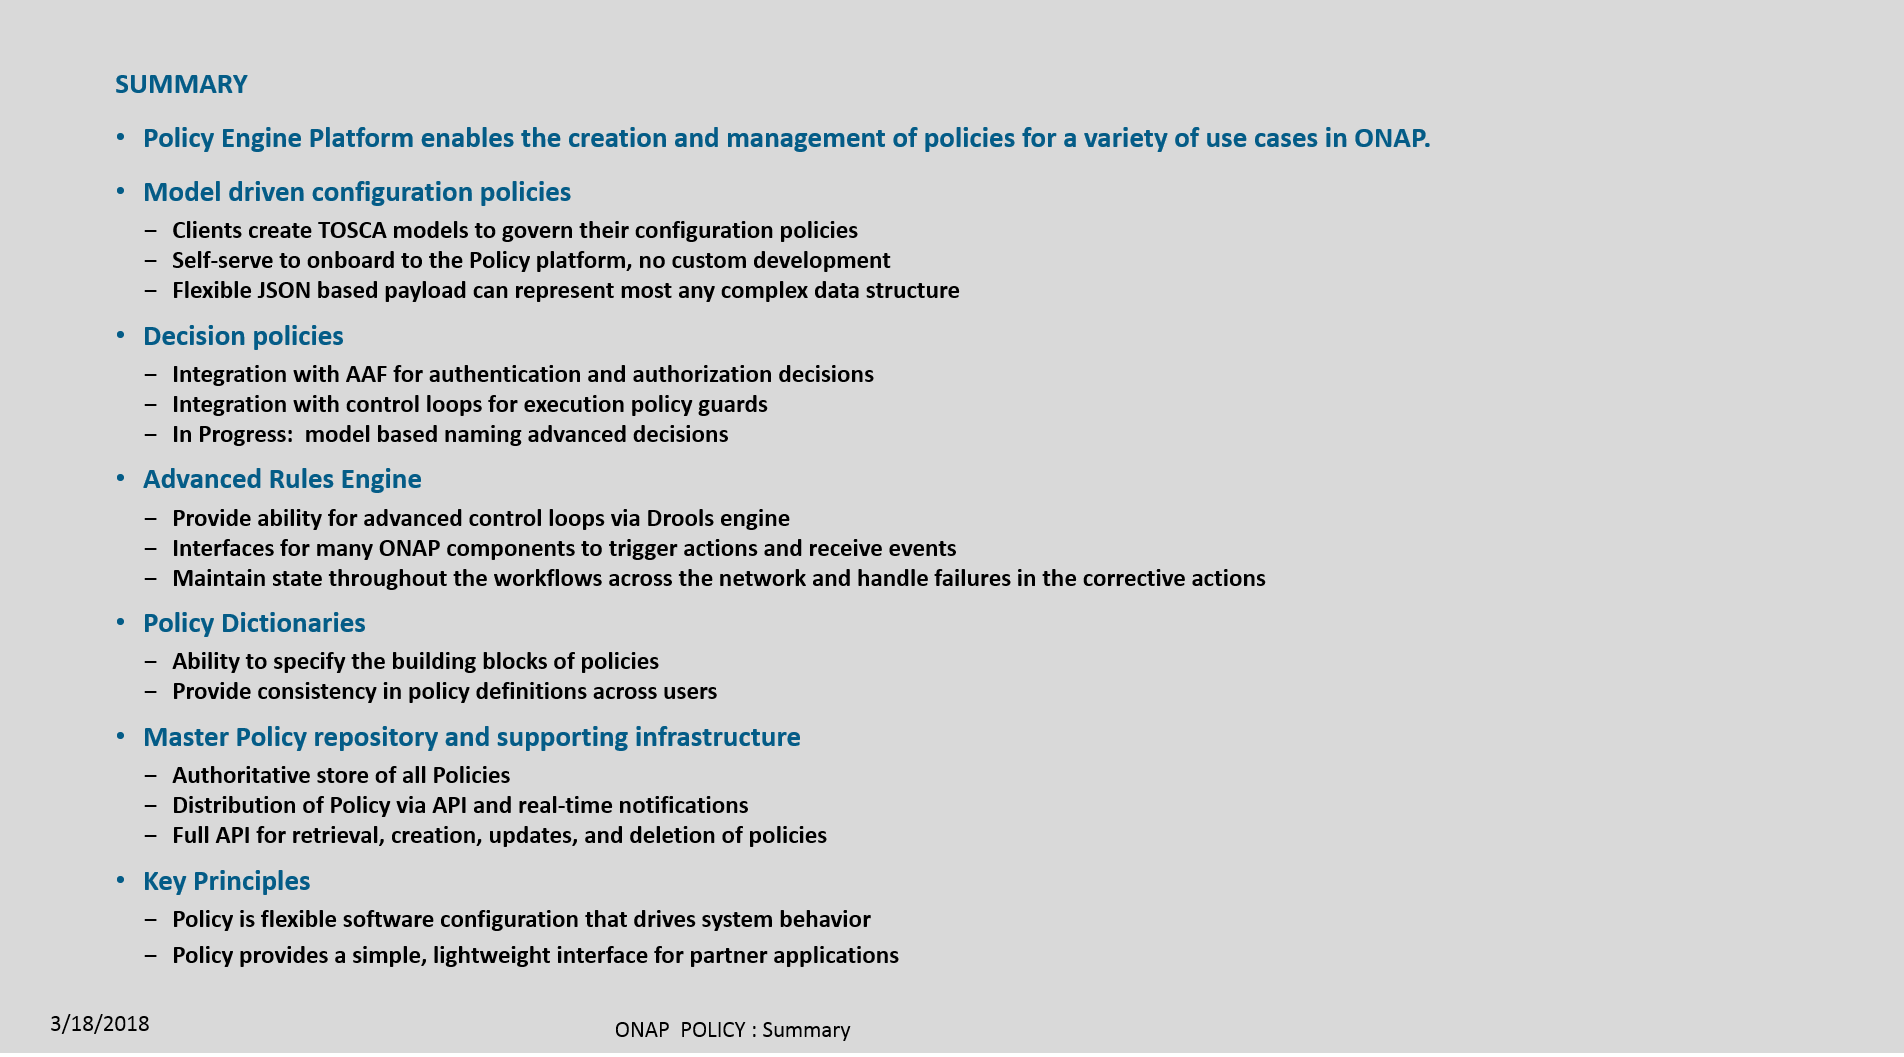 SUMMARY
• Policy Engine Platform enables the creation and management of policies for a variety of use cases in ONAP.
• Model driven configuration policies
– Clients create TOSCA models to govern their configuration policies
– Self-serve to onboard to the Policy platform, no custom development
– Flexible JSON based payload can represent most any complex data structure
• Decision policies
– Integration with AAF for authentication and authorization decisions
– Integration with control loops for execution policy guards
– In Progress:  model based naming advanced decisions
• Advanced Rules Engine
– Provide ability for advanced control loops via Drools engine
– Interfaces for many ONAP components to trigger actions and receive events
– Maintain state throughout the workflows across the network and handle failures in the corrective actions
• Policy Dictionaries
– Ability to specify the building blocks of policies
– Provide consistency in policy definitions across users
• Master Policy repository and supporting infrastructure
– Authoritative store of all Policies
– Distribution of Policy via API and real-time notifications
– Full API for retrieval, creation, updates, and deletion of policies
• Key Principles
– Policy is flexible software configuration that drives system behavior
– Policy provides a simple, lightweight interface for partner applications
3/18/2018
ONAP  POLICY : Summary